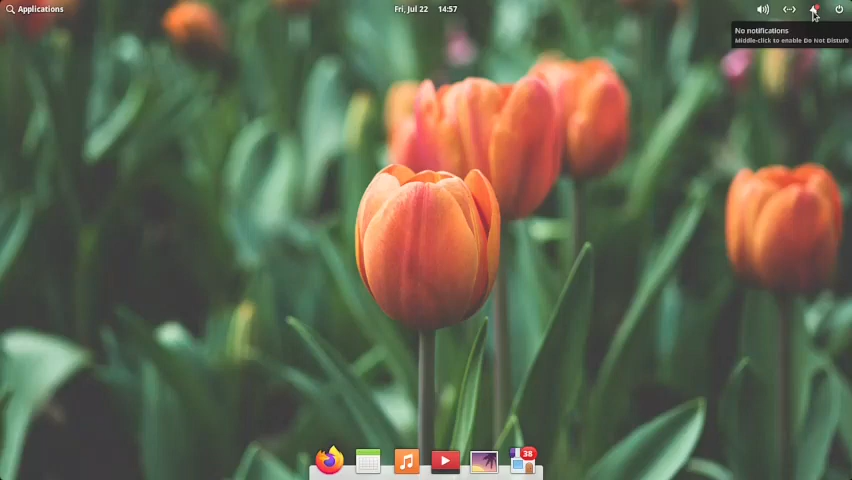 Applications
Fri, Jul 22 14:57
No notifications
Middle-click to enable Do Not Disturb
38